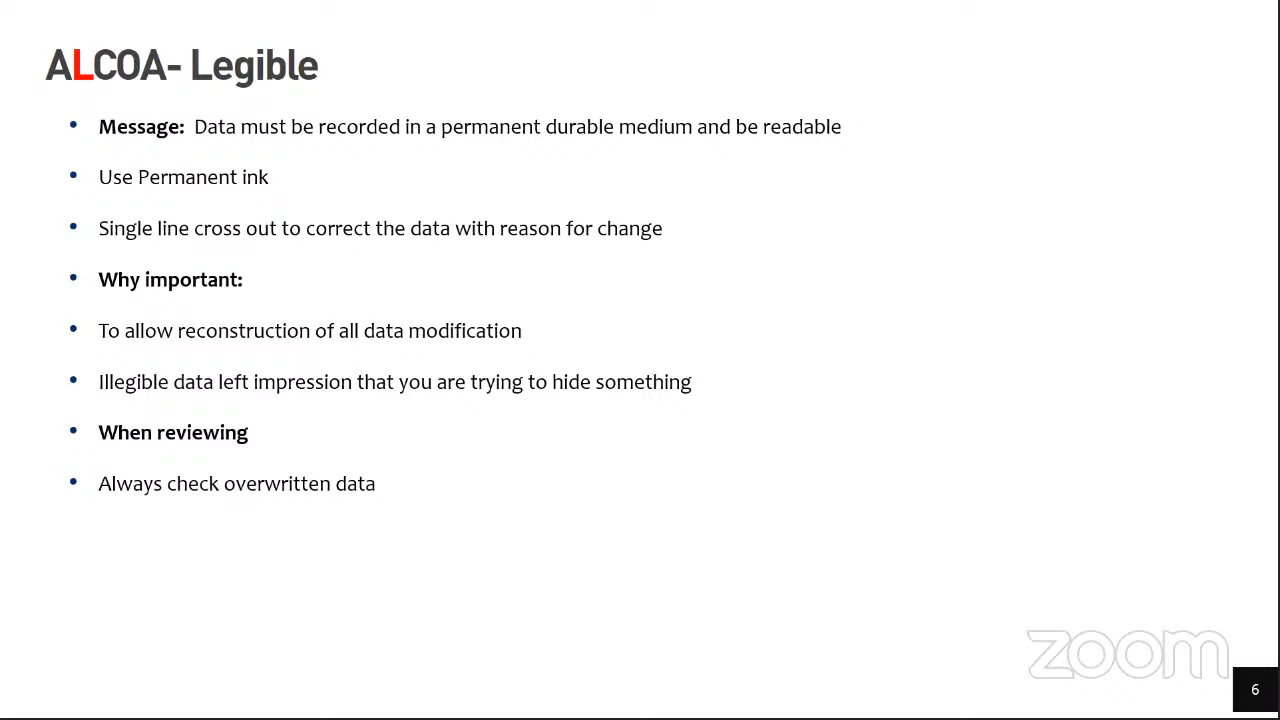 ALCOA- Legible
• Message: Data must be recorded in a permanent durable medium and be readable
• Use Permanent ink
• Single line cross out to correct the data with reason for change
• Why important:
• To allow reconstruction of all data modification
• Illegible data left impression that you are trying to hide something
• When reviewing
• Always check overwritten data
zoom
6